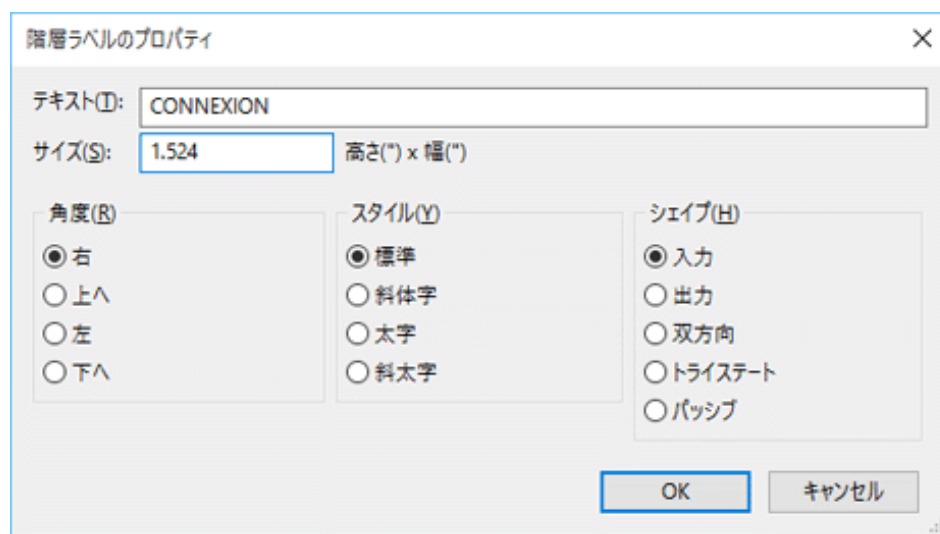 階層ラベルのプロパティ
テキスト(T): CONNEXION
サイズ(S): 1.524 高さ(") x 幅(")
角度(R)
右
上へ
左
下へ
スタイル(Y)
標準
斜体字
太字
斜太字
シェイプ(H)
入力
出力
双方向
トライステート
パッシブ
OK キャンセル